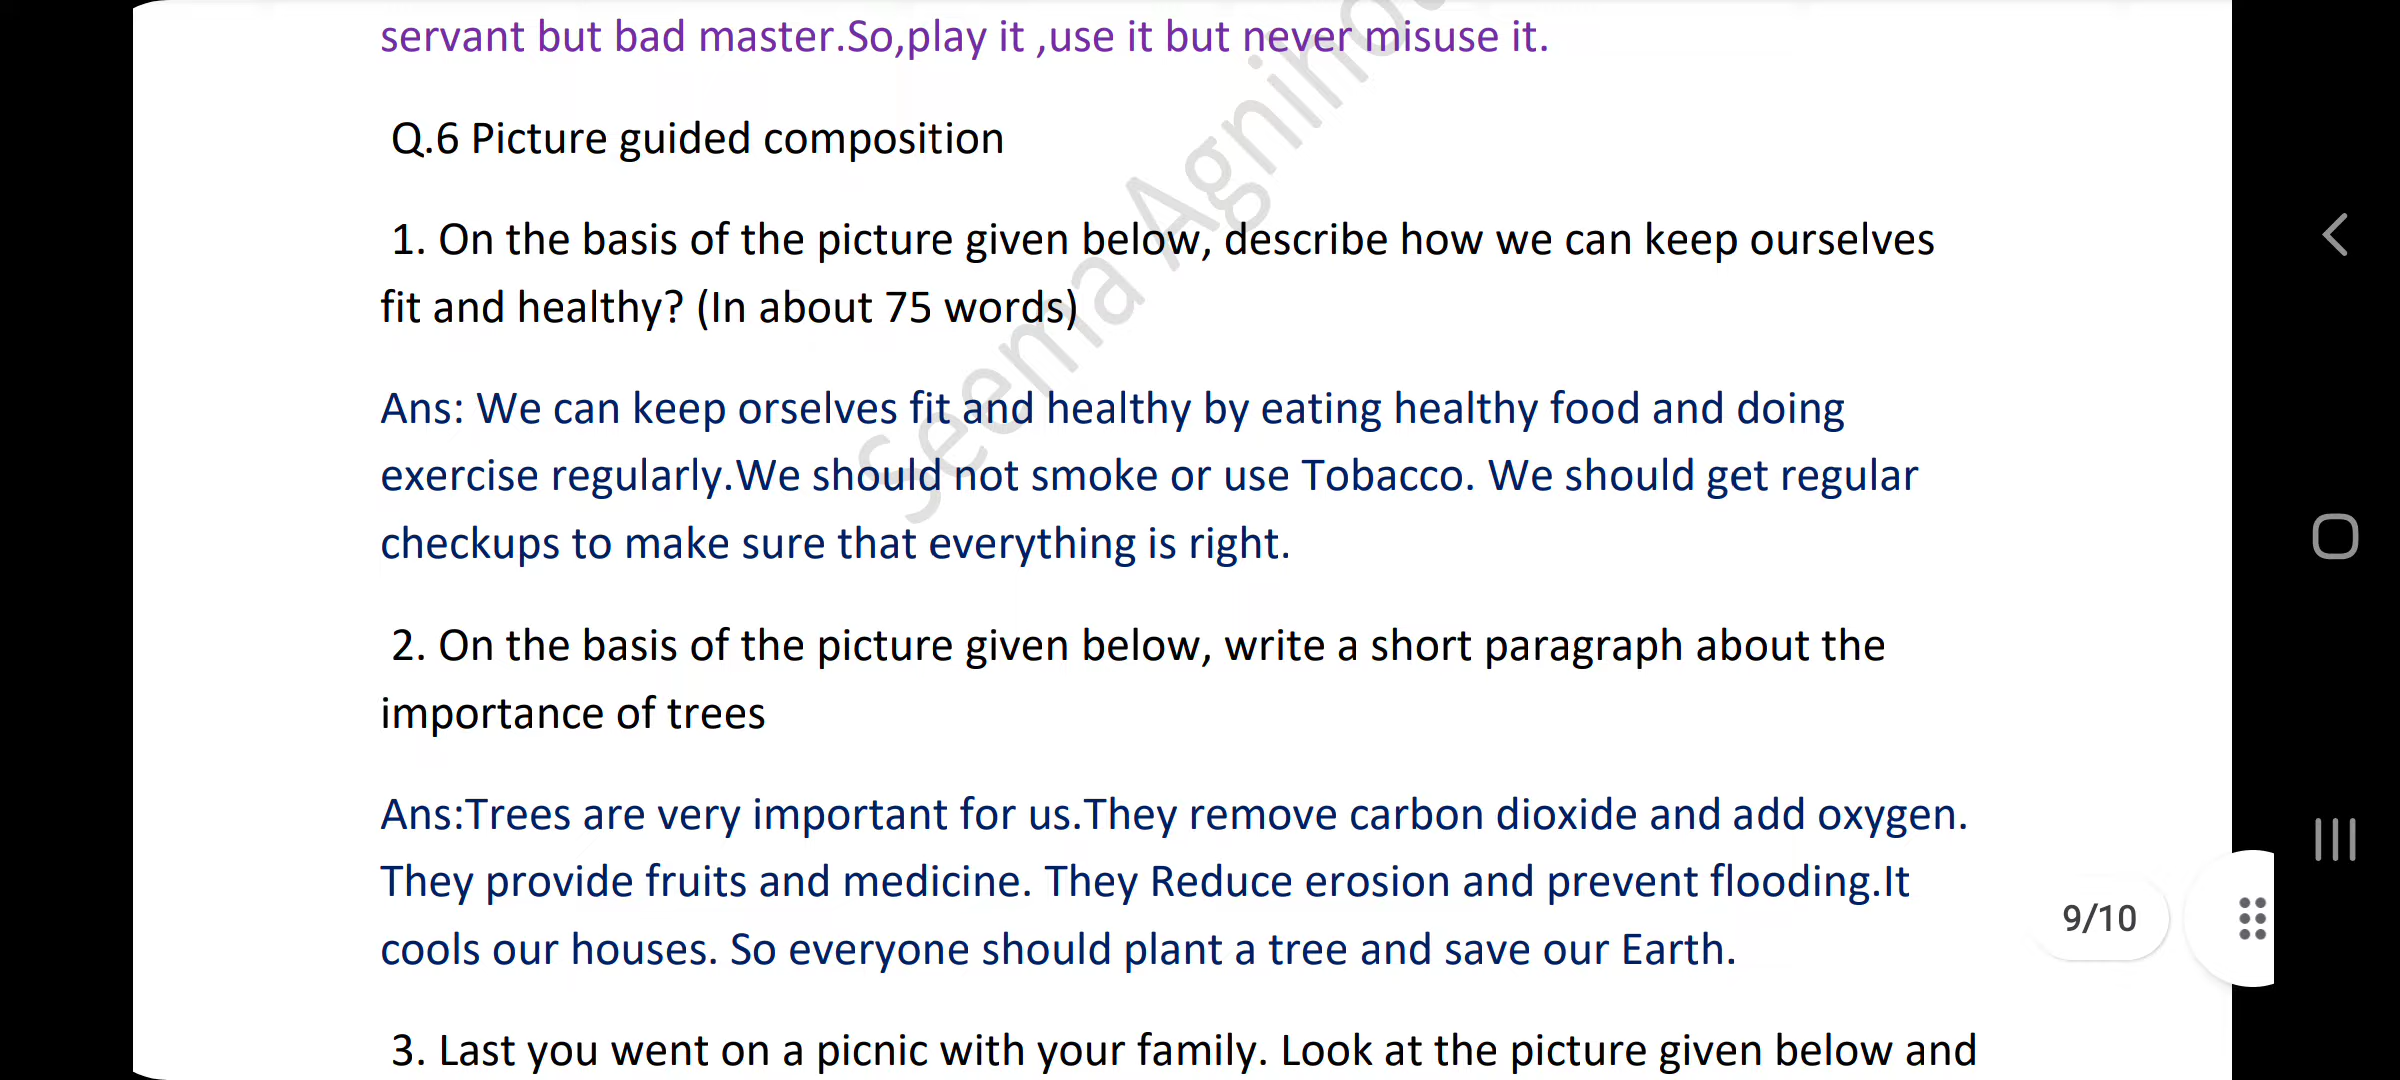 servant but bad master.So,play it ,use it but never misuse it.
Q.6 Picture guided composition
1. On the basis of the picture given below, describe how we can keep ourselves
fit and healthy? (In about 75 words)
Ans: We can keep orselves fit and healthy by eating healthy food and doing
exercise regularly.We should not smoke or use Tobacco. We should get regular
checkups to make sure that everything is right.
2. On the basis of the picture given below, write a short paragraph about the
importance of trees
Ans:Trees are very important for us.They remove carbon dioxide and add oxygen.
They provide fruits and medicine. They Reduce erosion and prevent flooding.It
cools our houses. So everyone should plant a tree and save our Earth.
9/10
3. Last you went on a picnic with your family. Look at the picture given below and
Seema